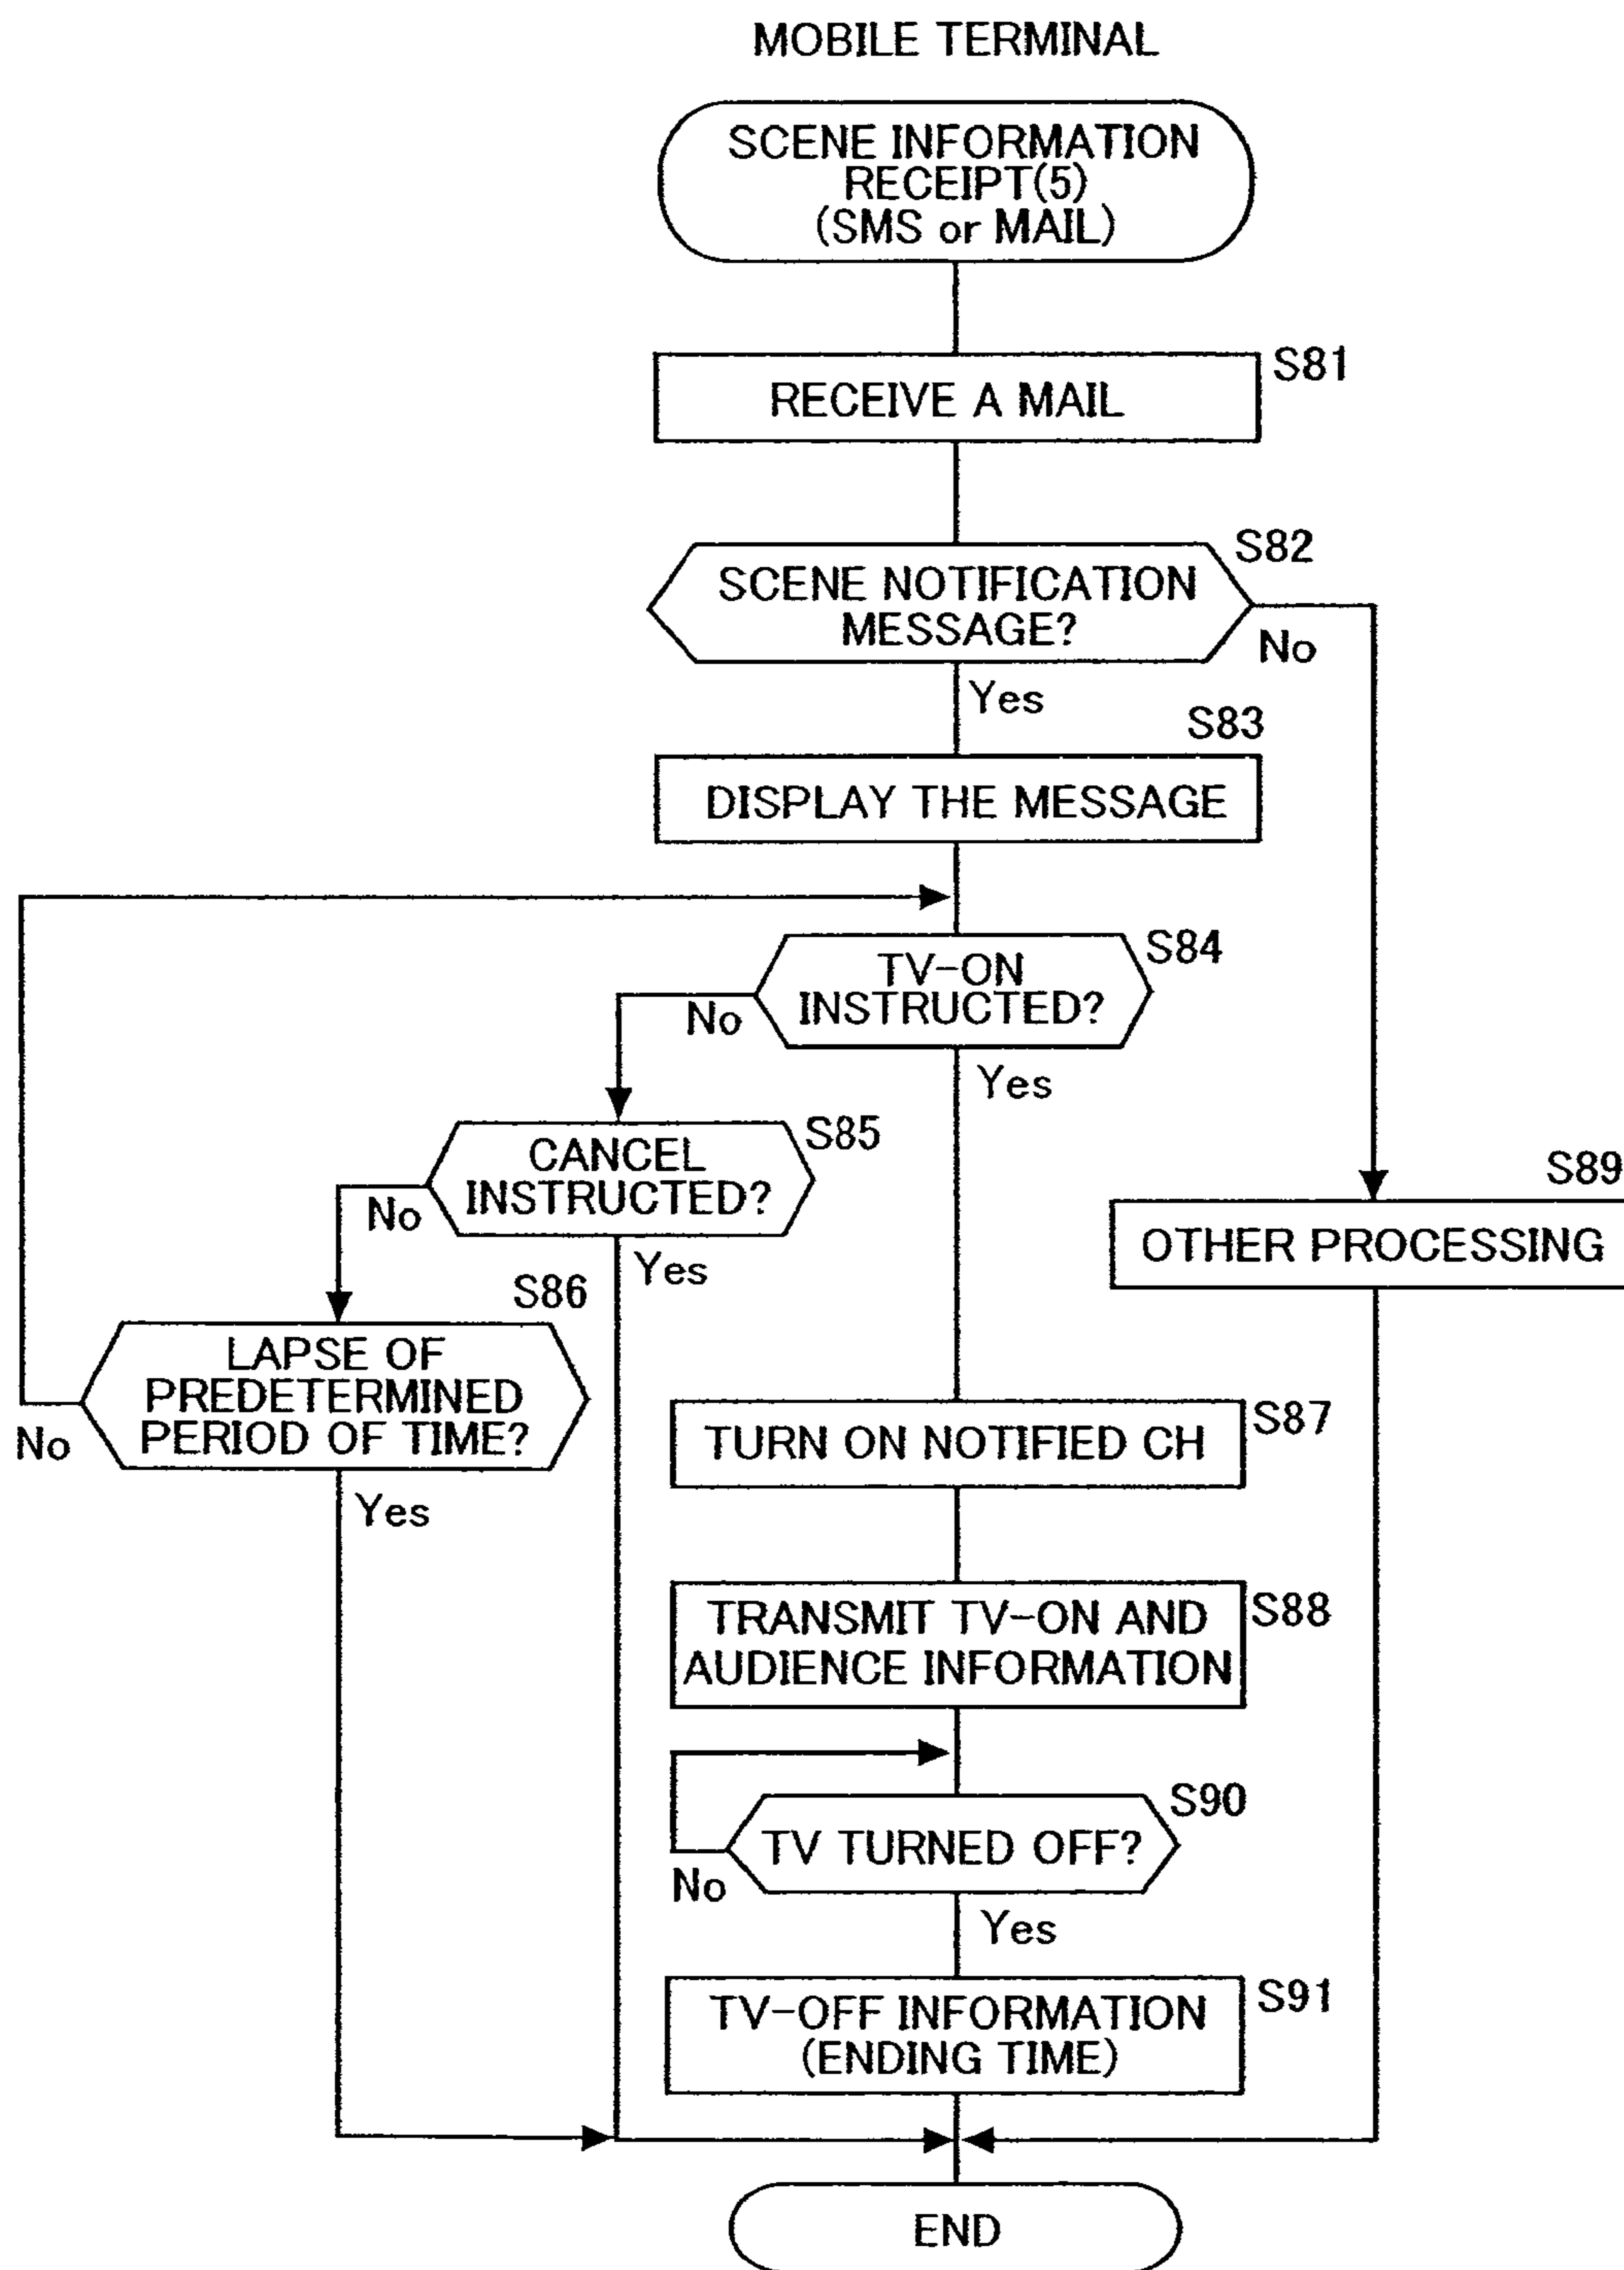 MOBILE TERMINAL
SCENE INFORMATION
RECEIPT(5)
(SMS or MAIL)
S81
RECEIVE A MAIL
S82
SCENE NOTIFICATION
MESSAGE?
No
Yes
S83
DISPLAY THE MESSAGE
S84
TV-ON
INSTRUCTED?
No
Yes
S85
CANCEL
INSTRUCTED?
No
Yes
S89
OTHER PROCESSING
S86
LAPSE OF
PREDETERMINED
PERIOD OF TIME?
No
Yes
S87
TURN ON NOTIFIED CH
S88
TRANSMIT TV-ON AND
AUDIENCE INFORMATION
S90
TV TURNED OFF?
No
Yes
S91
TV-OFF INFORMATION
(ENDING TIME)
END